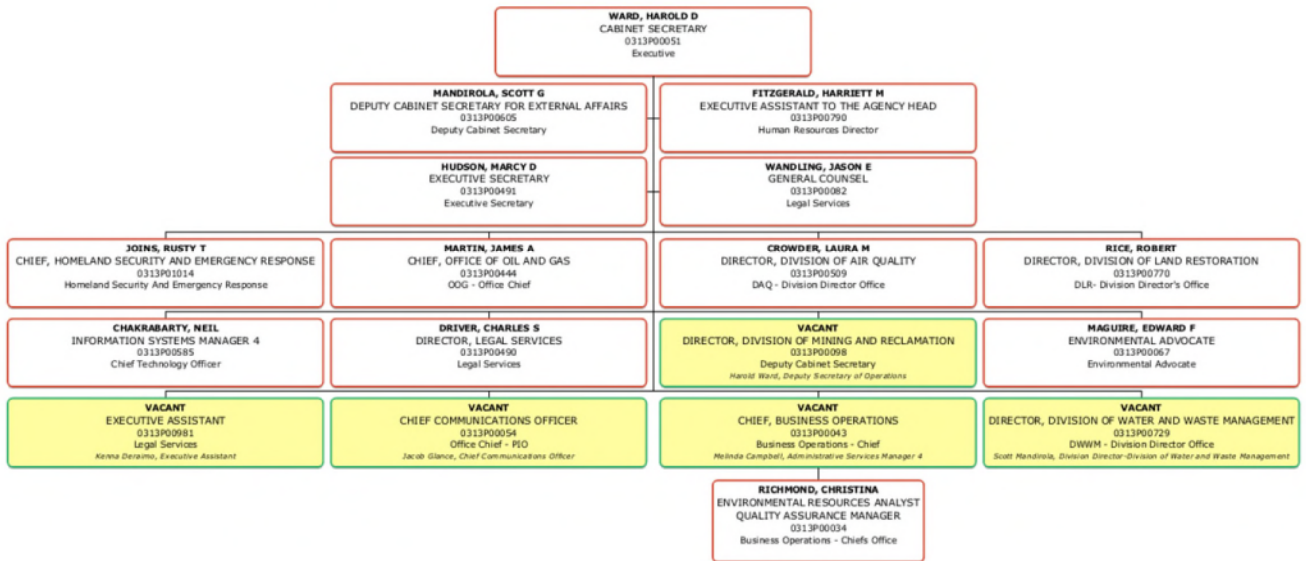 WARD, HAROLD D
CABINET SECRETARY
0313P00051
Executive
MANDIROLA, SCOTT G
DEPUTY CABINET SECRETARY FOR EXTERNAL AFFAIRS
0313P00605
Deputy Cabinet Secretary
FITZGERALD, HARRIETT M
EXECUTIVE ASSISTANT TO THE AGENCY HEAD
0313P00790
Human Resources Director
HUDSON, MARCY D
EXECUTIVE SECRETARY
0313P00491
Executive Secretary
WANDLING, JASON E
GENERAL COUNSEL
0313P00082
Legal Services
JOINS, RUSTY T
CHIEF, HOMELAND SECURITY AND EMERGENCY RESPONSE
0313P01014
Homeland Security And Emergency Response
MARTIN, JAMES A
CHIEF, OFFICE OF OIL AND GAS
0313P00444
OOG - Office Chief
CROWDER, LAURA M
DIRECTOR, DIVISION OF AIR QUALITY
0313P00509
DAQ - Division Director Office
RICE, ROBERT
DIRECTOR, DIVISION OF LAND RESTORATION
0313P00770
DLR- Division Director's Office
CHAKRABARTY, NEIL
INFORMATION SYSTEMS MANAGER 4
0313P00585
Chief Technology Officer
DRIVER, CHARLES S
DIRECTOR, LEGAL SERVICES
0313P00490
Legal Services
VACANT
DIRECTOR, DIVISION OF MINING AND RECLAMATION
0313P00098
Deputy Cabinet Secretary
Harold Ward, Deputy Secretary of Operations
MAGUIRE, EDWARD F
ENVIRONMENTAL ADVOCATE
0313P00067
Environmental Advocate
VACANT
EXECUTIVE ASSISTANT
0313P00981
Legal Services
Kenna Deraimo, Executive Assistant
VACANT
CHIEF COMMUNICATIONS OFFICER
0313P00054
Office Chief - PIO
Jacob Glance, Chief Communications Officer
VACANT
CHIEF, BUSINESS OPERATIONS
0313P00043
Business Operations - Chief
Melinda Campbell, Administrative Services Manager 4
VACANT
DIRECTOR, DIVISION OF WATER AND WASTE MANAGEMENT
0313P00729
DWWM - Division Director Office
Scott Mandirola, Division Director-Division of Water and Waste Management
RICHMOND, CHRISTINA
ENVIRONMENTAL RESOURCES ANALYST
QUALITY ASSURANCE MANAGER
0313P00034
Business Operations - Chiefs Office